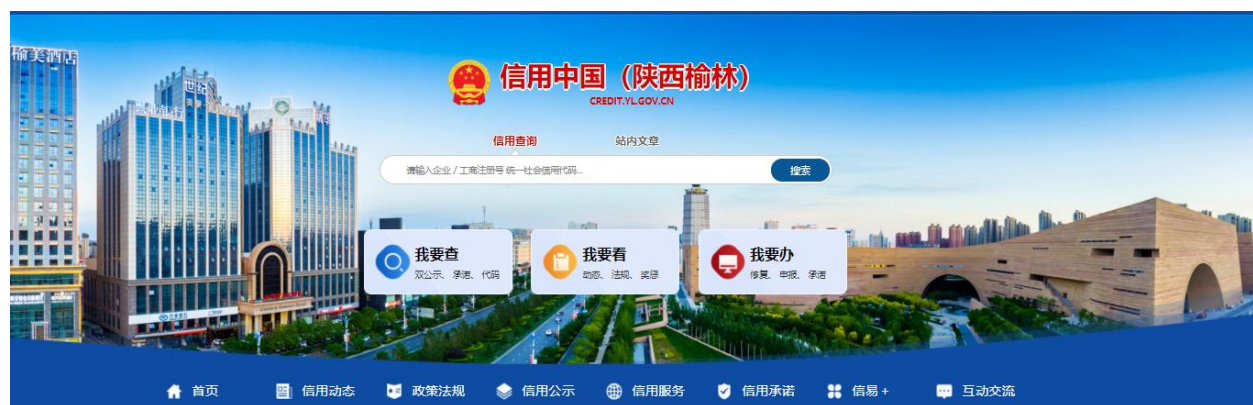 榆美酒店
世纪
信用中国（陕西榆林）
CREDIT.YL.GOV.CN
信用查询
站内文章
请输入企业 / 工商注册号 统一社会信用代码...
搜索
我要查
双公示、承诺、代码
我要看
动态、法规、奖惩
我要办
修复、申报、承诺
首页
信用动态
政策法规
信用公示
信用服务
信用承诺
信易+
互动交流